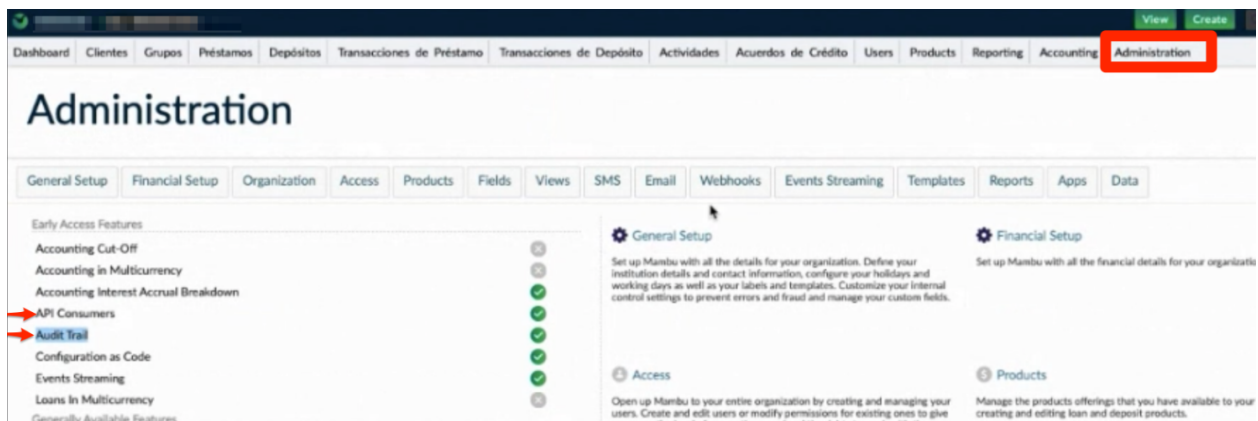 View Create
Dashboard Clientes Grupos Préstamos Depósitos Transacciones de Préstamo Transacciones de Depósito Actividades Acuerdos de Crédito Users Products Reporting Accounting Administration
Administration
General Setup Financial Setup Organization Access Products Fields Views SMS Email Webhooks Events Streaming Templates Reports Apps Data
Early Access Features
Accounting Cut-Off
Accounting in Multicurrency
Accounting Interest Accrual Breakdown
API Consumers
Audit Trail
Configuration as Code
Events Streaming
Loans In Multicurrency
Generally Available Features
General Setup
Set up Mambu with all the details for your organization. Define your
institution details and contact information, configure your holidays and
working days as well as your labels and templates. Customize your internal
control settings to prevent errors and fraud and manage your custom fields.
Financial Setup
Set up Mambu with all the financial details for your organizatio
Access
Open up Mambu to your entire organization by creating and managing your
users. Create and edit users or modify permissions for existing ones to give
Products
Manage the products offerings that you have available to your
creating and editing loan and deposit products.